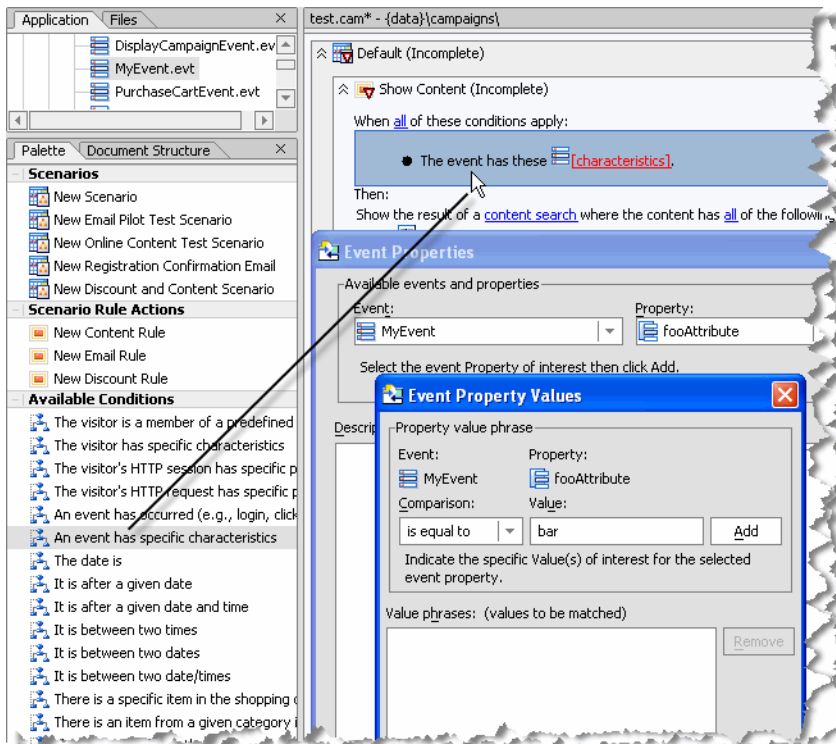 Application Files
DisplayCampaignEvent.ev
MyEvent.evt
PurchaseCartEvent.evt
Palette Document Structure
Scenarios
New Scenario
New Email Pilot Test Scenario
New Online Content Test Scenario
New Registration Confirmation Email
New Discount and Content Scenario
Scenario Rule Actions
New Content Rule
New Email Rule
New Discount Rule
Available Conditions
The visitor is a member of a predefined
The visitor has specific characteristics
The visitor's HTTP session has specific p
The visitor's HTTP request has specific p
An event has occurred (e.g., login, click
An event has specific characteristics
The date is
It is after a given date
It is after a given date and time
It is between two times
It is between two dates
It is between two date/times
There is a specific item in the shopping
There is an item from a given category i
test.cam* - {data}\campaigns\
Default (Incomplete)
Show Content (Incomplete)
When all of these conditions apply:
The event has these [characteristics].
Then:
Show the result of a content search where the content has all of the following
Event Properties
Available events and properties
Event: Property:
MyEvent fooAttribute
Select the event Property of interest then click Add.
Descrip
Event Property Values
Property value phrase
Event: Property:
MyEvent fooAttribute
Comparison: Value:
is equal to bar Add
Indicate the specific Value(s) of interest for the selected
event property.
Value phrases: (values to be matched)
Remove